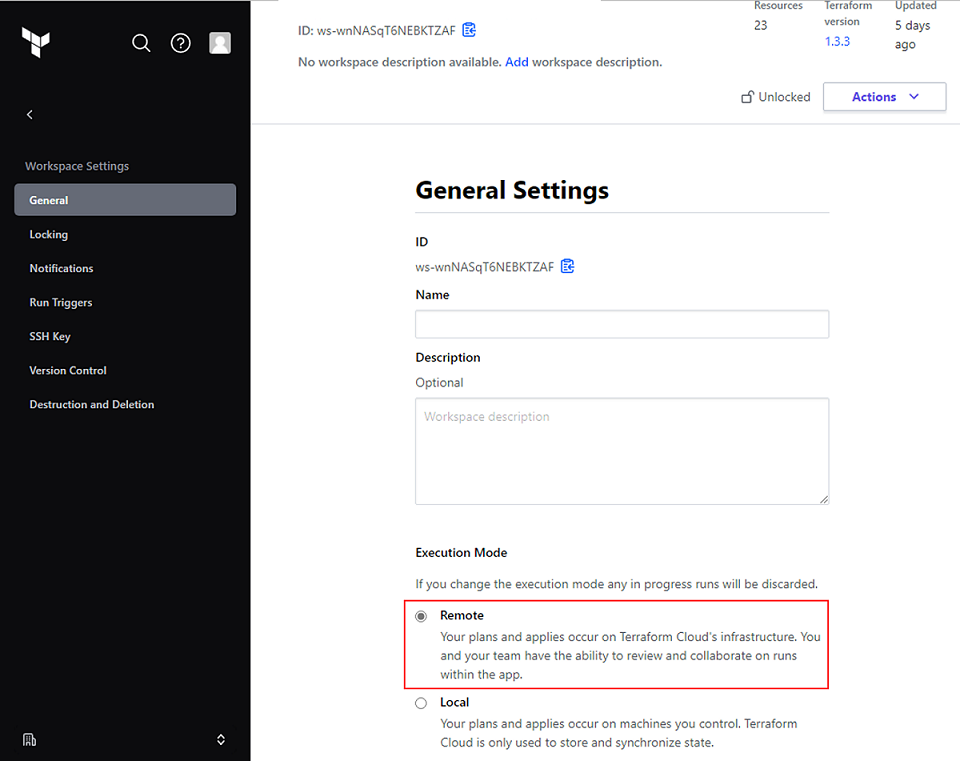 Workspace Settings
General
Locking
Notifications
Run Triggers
SSH Key
Version Control
Destruction and Deletion
ID: ws-wnNASqT6NEBKTZAF
No workspace description available. Add workspace description.
Resources
23
Terraform
version
1.3.3
Updated
5 days
ago
Unlocked
Actions
General Settings
ID
ws-wnNASqT6NEBKTZAF
Name
Description
Optional
Workspace description
Execution Mode
If you change the execution mode any in progress runs will be discarded.
Remote
Your plans and applies occur on Terraform Cloud's infrastructure. You
and your team have the ability to review and collaborate on runs
within the app.
Local
Your plans and applies occur on machines you control. Terraform
Cloud is only used to store and synchronize state.